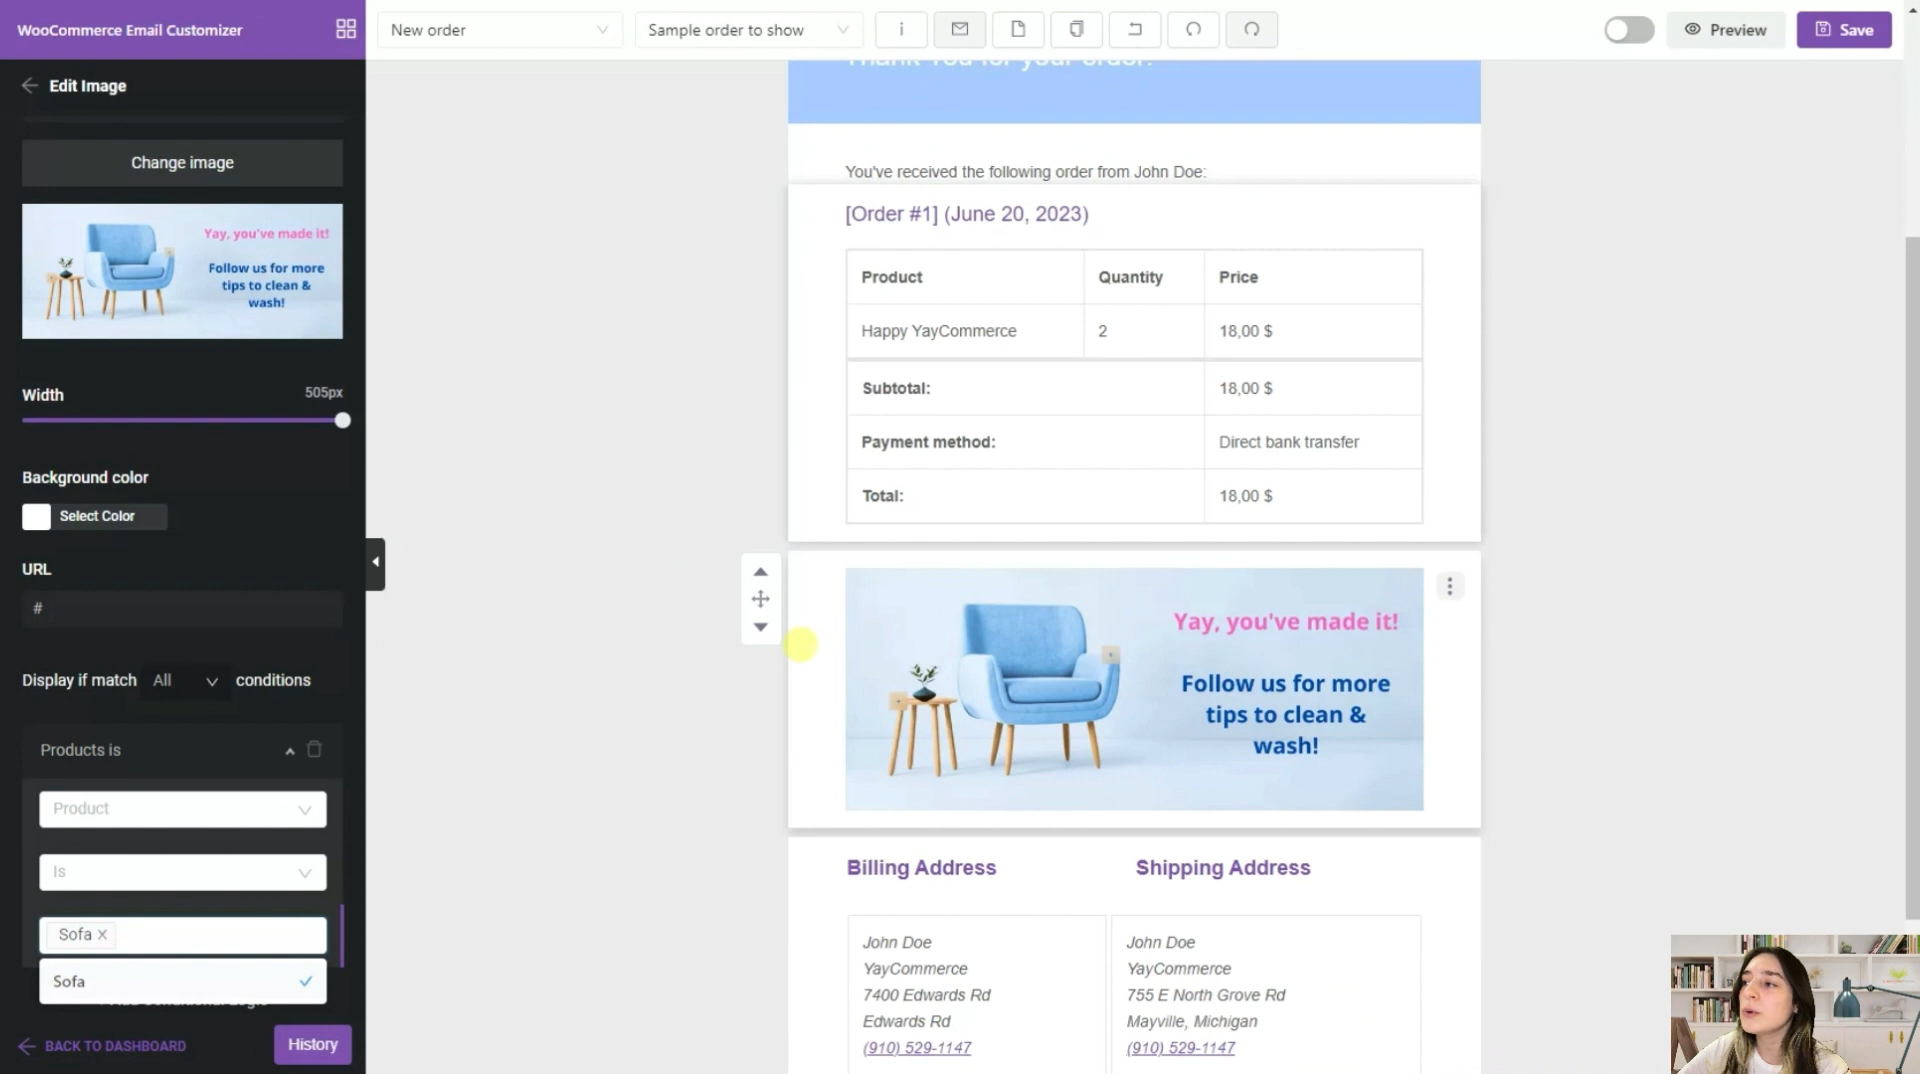 WooCommerce Email Customizer
New order
Sample order to show
Preview
Save
Edit Image
Change image
Yay, you've made it!
Follow us for more
tips to clean &
wash!
Width
505px
Background color
Select Color
URL
#
Display if match All conditions
Products is
Product
Is
Sofa
Sofa
BACK TO DASHBOARD
History
Thank You for your order!
You've received the following order from John Doe:
[Order #1] (June 20, 2023)
Product Quantity Price
Happy YayCommerce 2 18,00 $
Subtotal: 18,00 $
Payment method: Direct bank transfer
Total: 18,00 $
Yay, you've made it!
Follow us for more
tips to clean &
wash!
Billing Address
Shipping Address
John Doe
YayCommerce
7400 Edwards Rd
Edwards Rd
(910) 529-1147
John Doe
YayCommerce
755 E North Grove Rd
Mayville, Michigan
(910) 529-1147